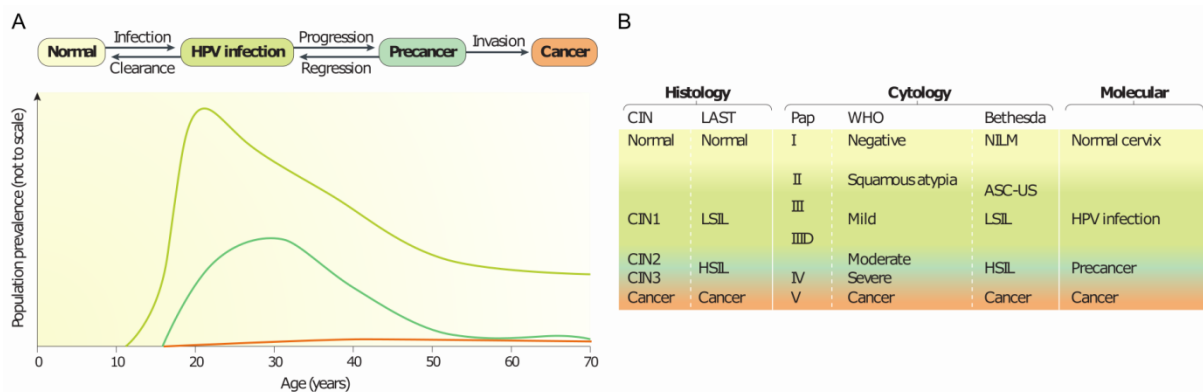 A
Normal
Infection
Clearance
HPV infection
Progression
Regression
Precancer
Invasion
Cancer
Population prevalence (not to scale)
0 10 20 30 40 50 60 70
Age (years)
B
Histology Cytology Molecular
CIN LAST Pap WHO Bethesda
Normal Normal I Negative NILM Normal cervix
II Squamous atypia
ASC-US
III
CIN1 LSIL Mild LSIL HPV infection
IIID
CIN2 Moderate
HSIL HSIL Precancer
CIN3 IV Severe
Cancer Cancer V Cancer Cancer Cancer